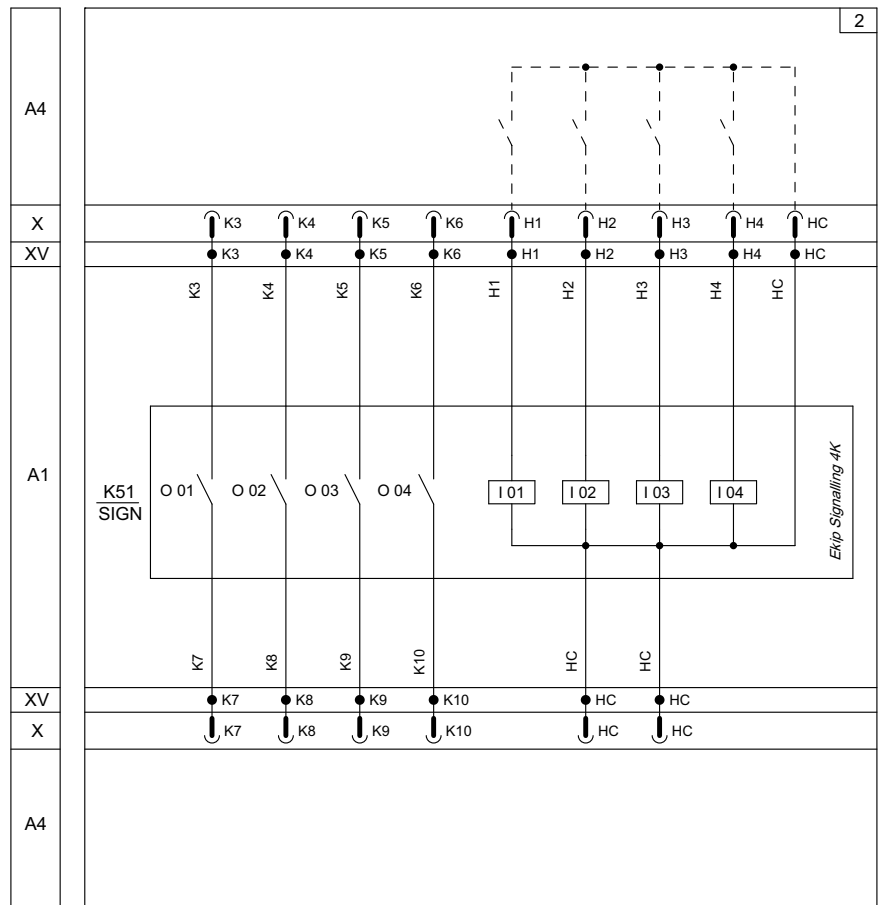 2
A4
X K3 K4 K5 K6 H1 H2 H3 H4 HC
XV K3 K4 K5 K6 H1 H2 H3 H4 HC
K3 K4 K5 K6 H1 H2 H3 H4 HC
A1
K51
SIGN
O 01 O 02 O 03 O 04 I 01 I 02 I 03 I 04
Ekip Signalling 4K
K7 K8 K9 K10 HC HC
XV K7 K8 K9 K10 HC HC
X K7 K8 K9 K10 HC HC
A4